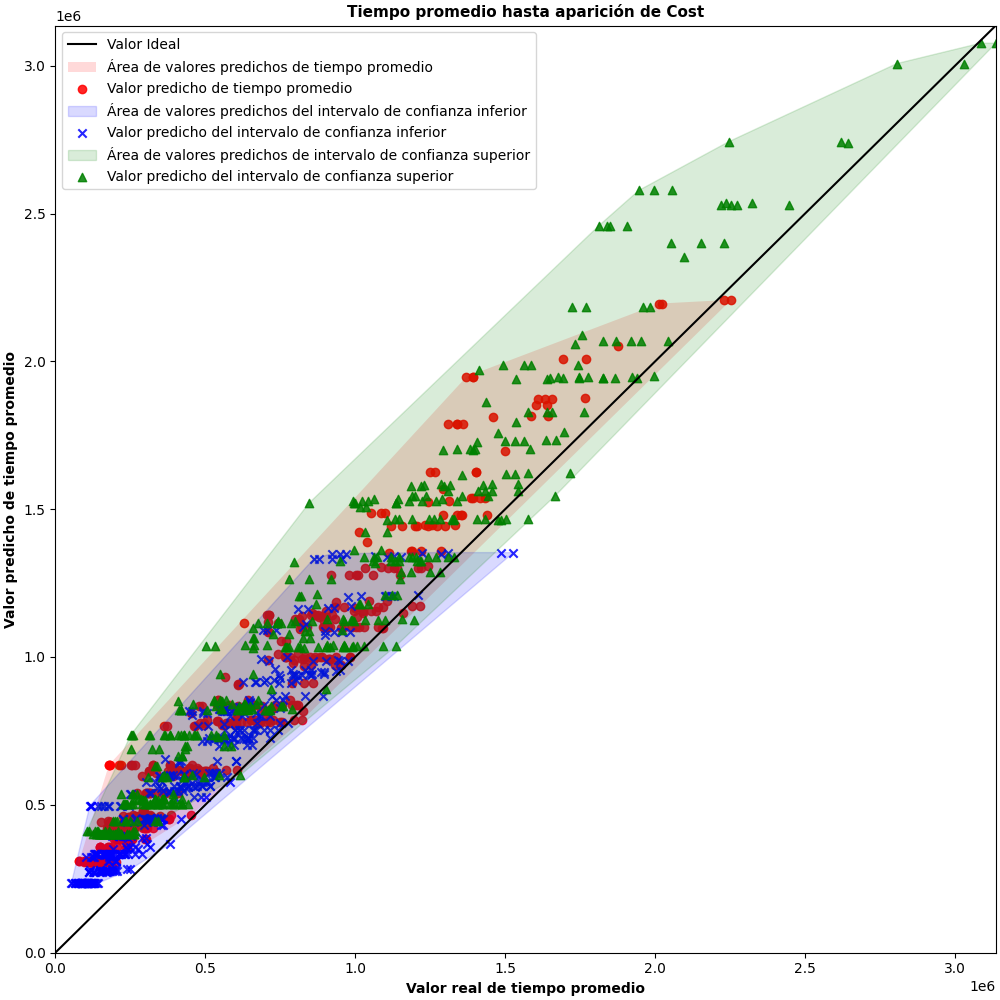 Tiempo promedio hasta aparición de Cost
1e6
Valor Ideal
Área de valores predichos de tiempo promedio
Valor predicho de tiempo promedio
Área de valores predichos del intervalo de confianza inferior
Valor predicho del intervalo de confianza inferior
Área de valores predichos de intervalo de confianza superior
Valor predicho del intervalo de confianza superior
3.0
2.5
2.0
1.5
1.0
0.5
0.0
Valor predicho de tiempo promedio
0.0 0.5 1.0 1.5 2.0 2.5 3.0
1e6
Valor real de tiempo promedio